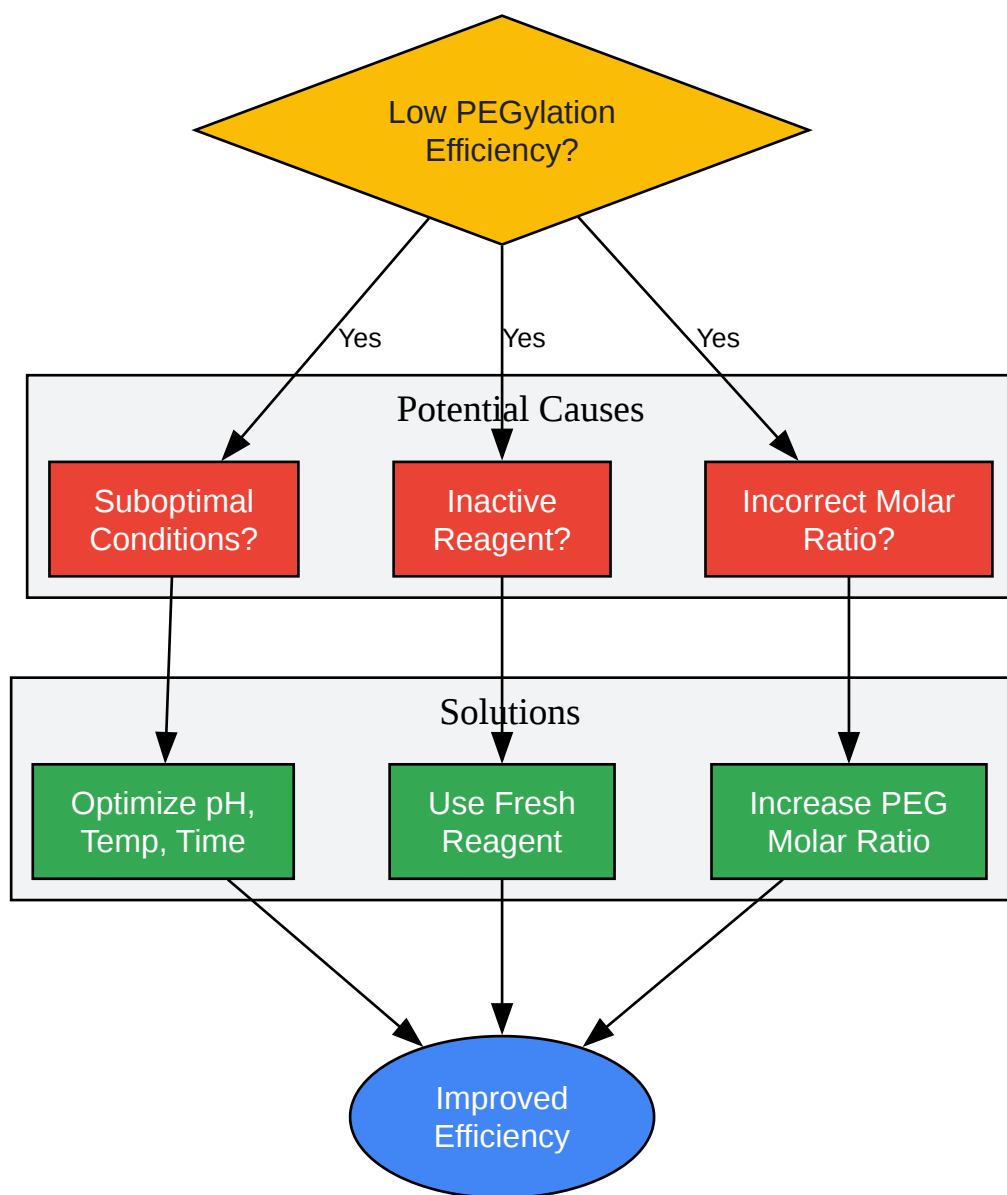 Low PEGylation
Efficiency?
Yes
Yes
Yes
Potential Causes
Suboptimal
Conditions?
Inactive
Reagent?
Incorrect Molar
Ratio?
Solutions
Optimize pH,
Temp, Time
Use Fresh
Reagent
Increase PEG
Molar Ratio
Improved
Efficiency